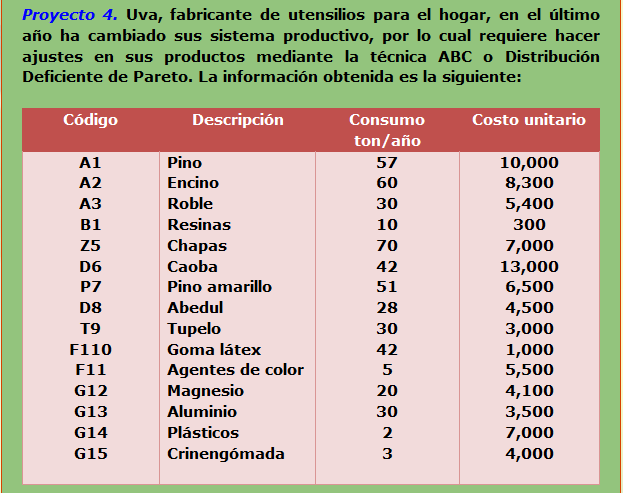 Proyecto 4. Uva, fabricante de utensilios para el hogar, en el último
año ha cambiado sus sistema productivo, por lo cual requiere hacer
ajustes en sus productos mediante la técnica ABC o Distribución
Deficiente de Pareto. La información obtenida es la siguiente:
Código Descripción Consumo ton/año Costo unitario
A1 Pino 57 10,000
A2 Encino 60 8,300
A3 Roble 30 5,400
B1 Resinas 10 300
Z5 Chapas 70 7,000
D6 Caoba 42 13,000
P7 Pino amarillo 51 6,500
D8 Abedul 28 4,500
T9 Tupelo 30 3,000
F110 Goma látex 42 1,000
F11 Agentes de color 5 5,500
G12 Magnesio 20 4,100
G13 Aluminio 30 3,500
G14 Plásticos 2 7,000
G15 Crinengómada 3 4,000